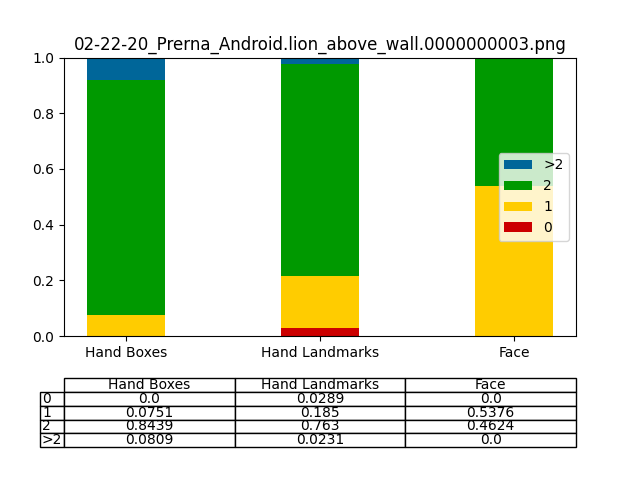 02-22-20_Prerna_Android.lion_above_wall.0000000003.png
1.0
0.8
0.6
0.4
0.2
0.0
>2
2
1
0
Hand Boxes Hand Landmarks Face
Hand Boxes Hand Landmarks Face
0 0.0 0.0289 0.0
1 0.0751 0.185 0.5376
2 0.8439 0.763 0.4624
>2 0.0809 0.0231 0.0